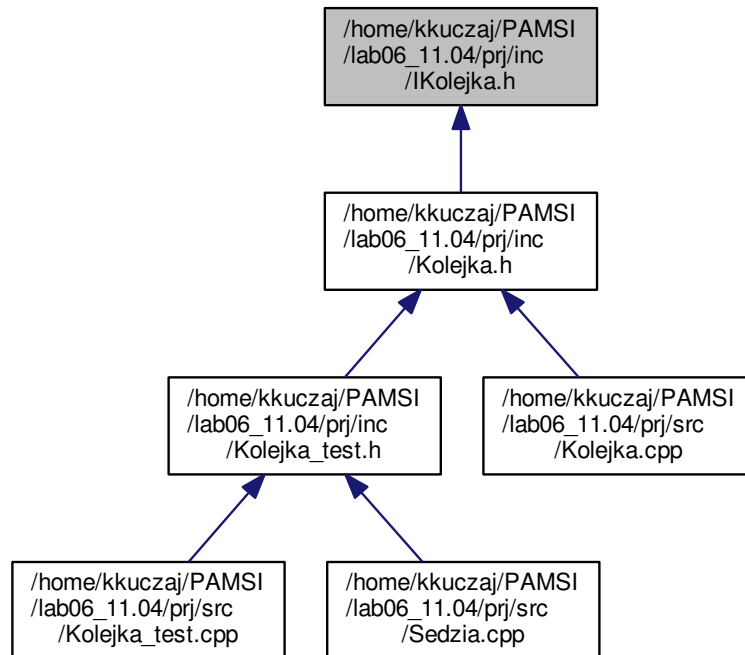 /home/kkuczaj/PAMSI
/lab06_11.04/prj/inc
/IKolejka.h
/home/kkuczaj/PAMSI
/lab06_11.04/prj/inc
/Kolejka.h
/home/kkuczaj/PAMSI
/lab06_11.04/prj/inc
/Kolejka_test.h
/home/kkuczaj/PAMSI
/lab06_11.04/prj/src
/Kolejka.cpp
/home/kkuczaj/PAMSI
/lab06_11.04/prj/src
/Kolejka_test.cpp
/home/kkuczaj/PAMSI
/lab06_11.04/prj/src
/Sedzia.cpp